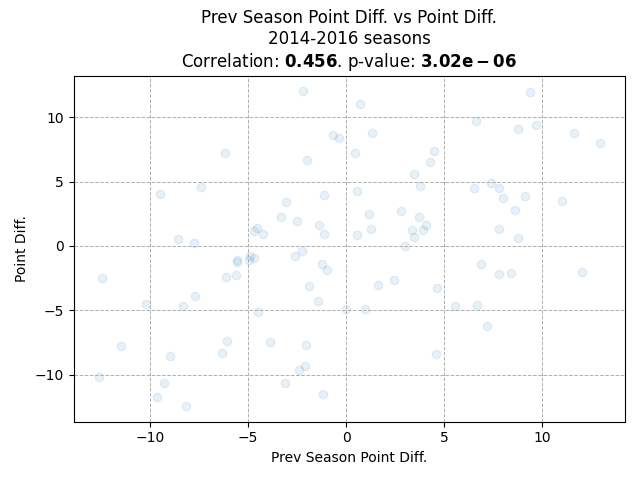 Prev Season Point Diff. vs Point Diff.
2014-2016 seasons
Correlation: 0.456. p-value: 3.02e−06
10
5
0
−5
−10
Point Diff.
−10
−5
0
5
10
Prev Season Point Diff.